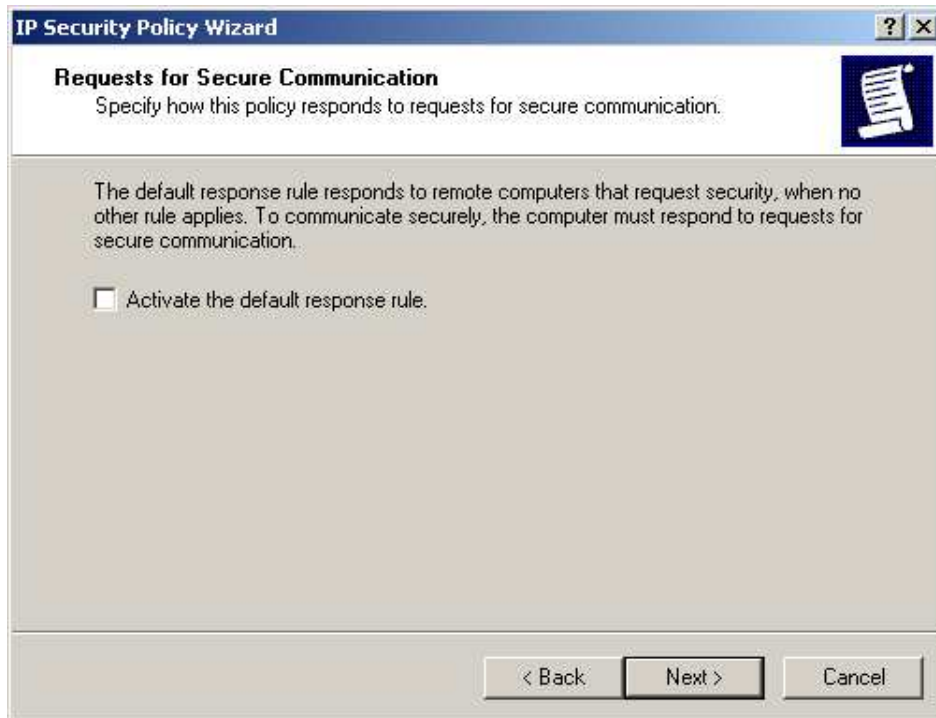 IP Security Policy Wizard
?
Requests for Secure Communication
Specify how this policy responds to requests for secure communication.
The default response rule responds to remote computers that request security, when no
other rule applies. To communicate securely, the computer must respond to requests for
secure communication.
Activate the default response rule.
< Back Next > Cancel